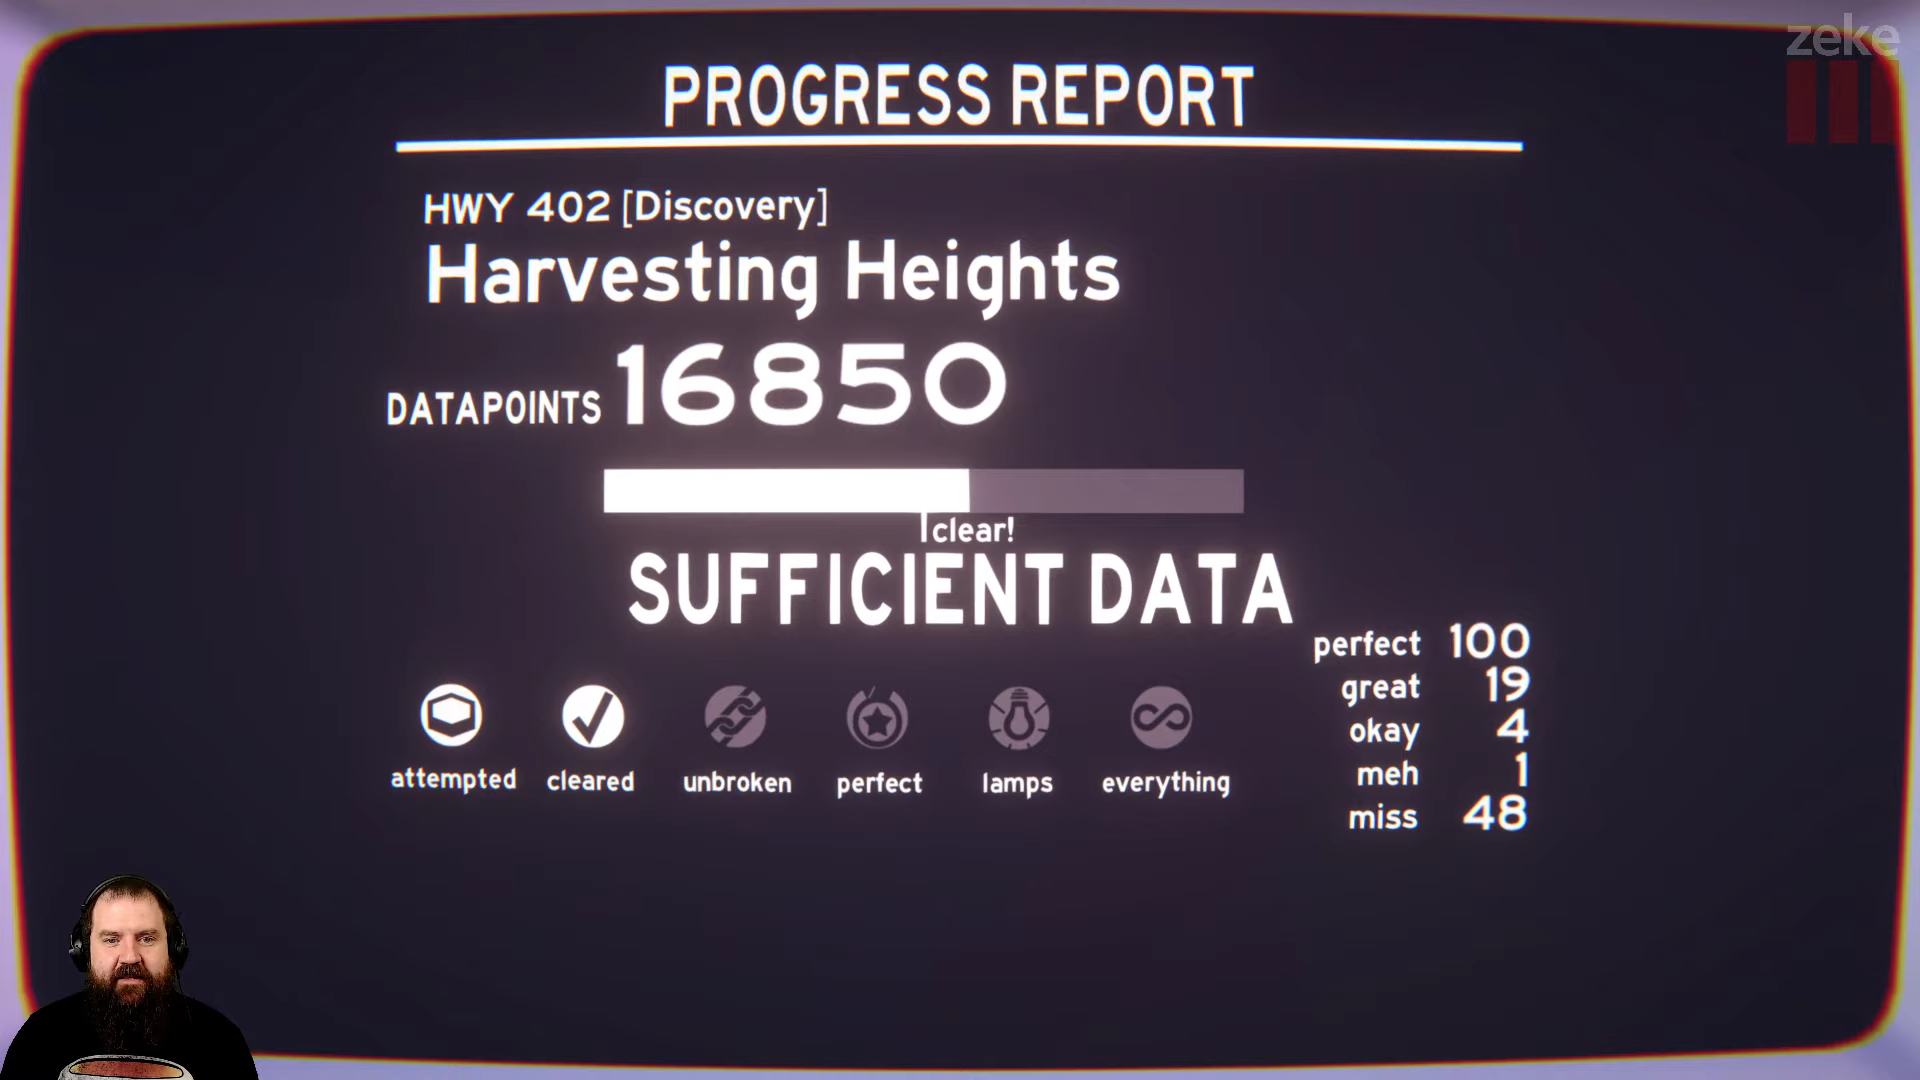 zeke
PROGRESS REPORT
HWY 402 [Discovery]
Harvesting Heights
DATAPOINTS 16850
clear!
SUFFICIENT DATA
perfect 100
great 19
okay 4
meh 1
miss 48
attempted cleared unbroken perfect lamps everything